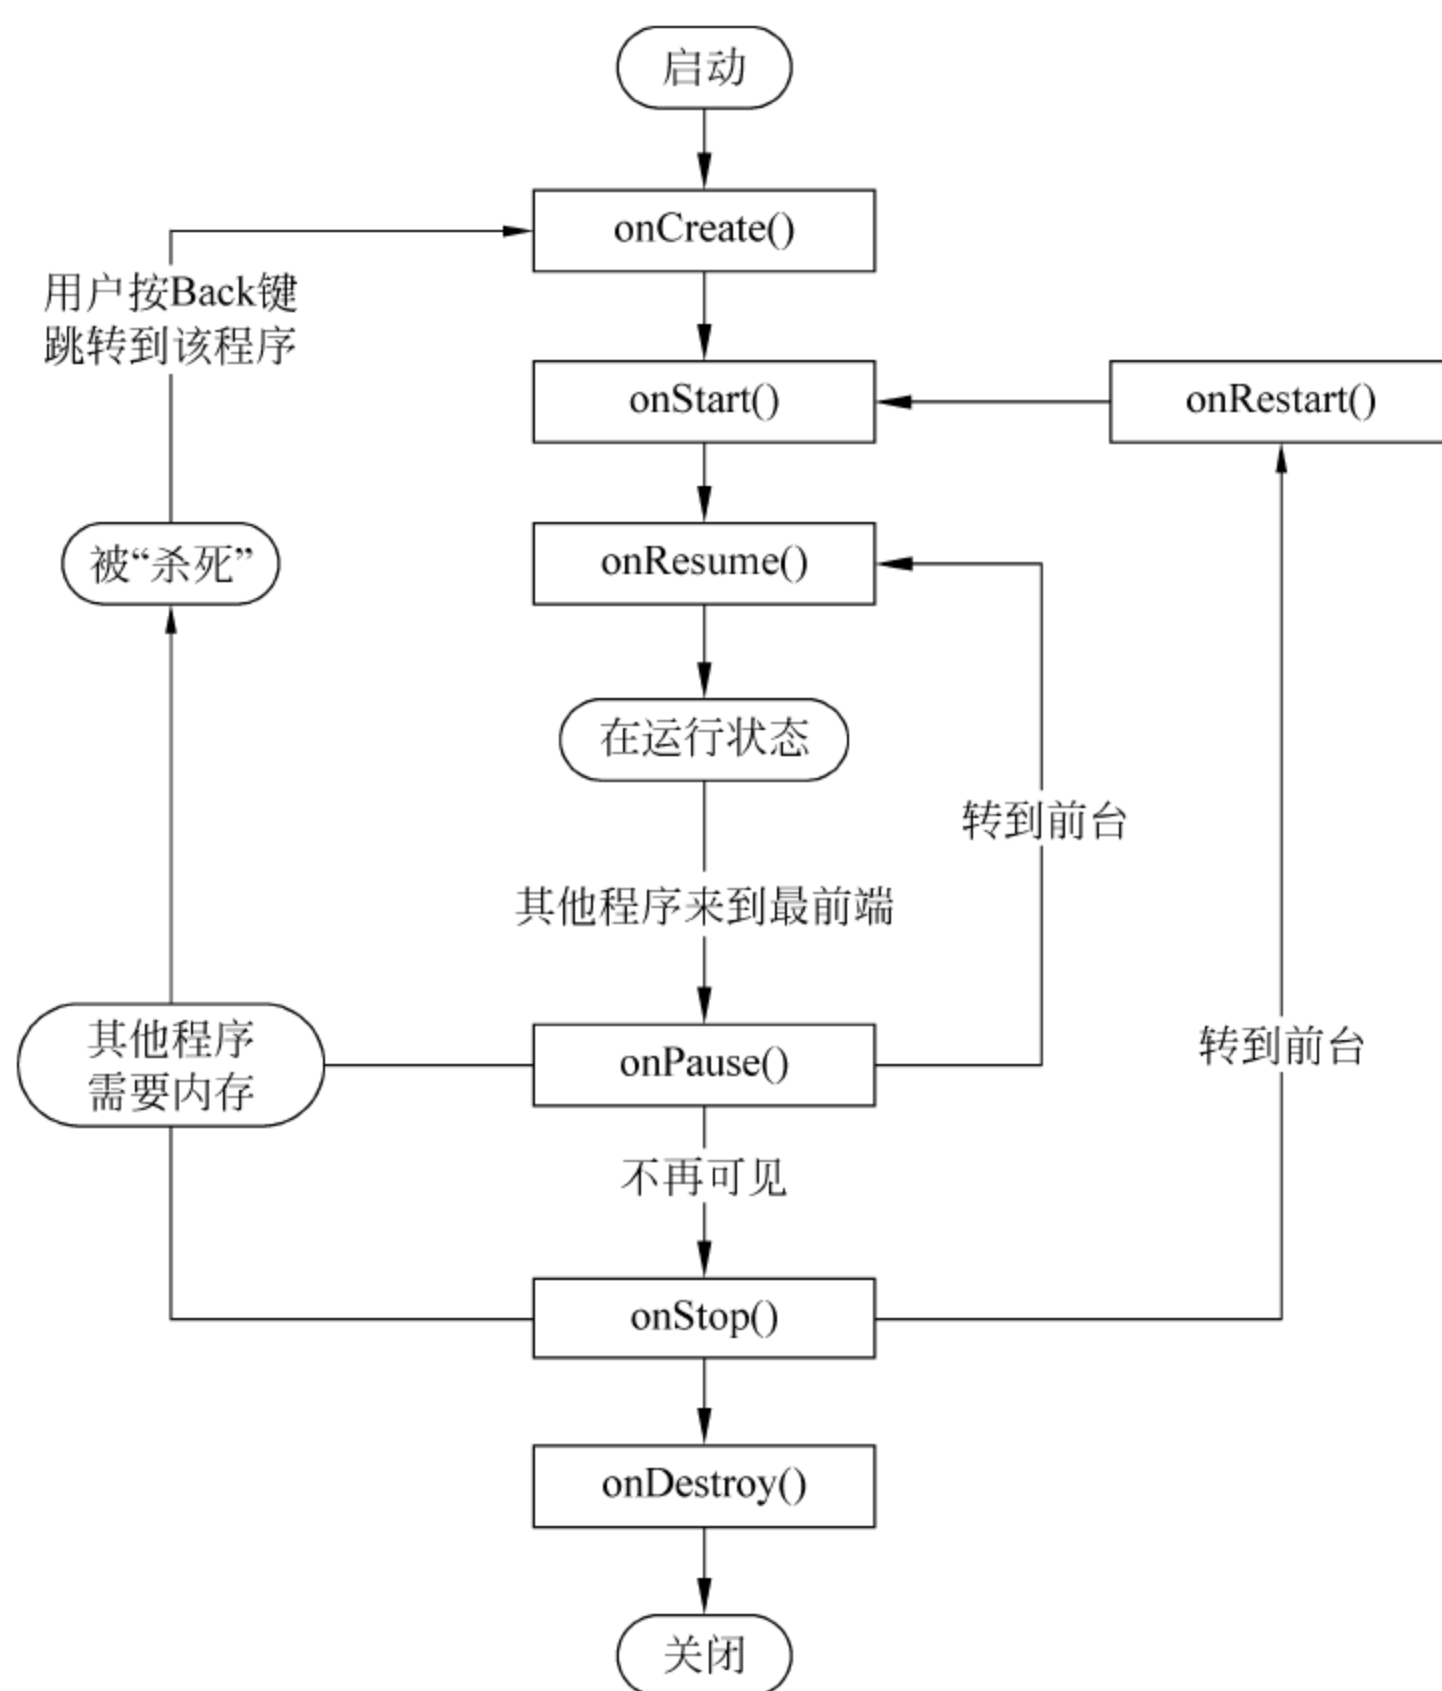 启动
onCreate()
用户按Back键
跳转到该程序
onStart()
onRestart()
被“杀死”
onResume()
在运行状态
转到前台
其他程序来到最前端
其他程序
需要内存
onPause()
转到前台
不再可见
onStop()
onDestroy()
关闭